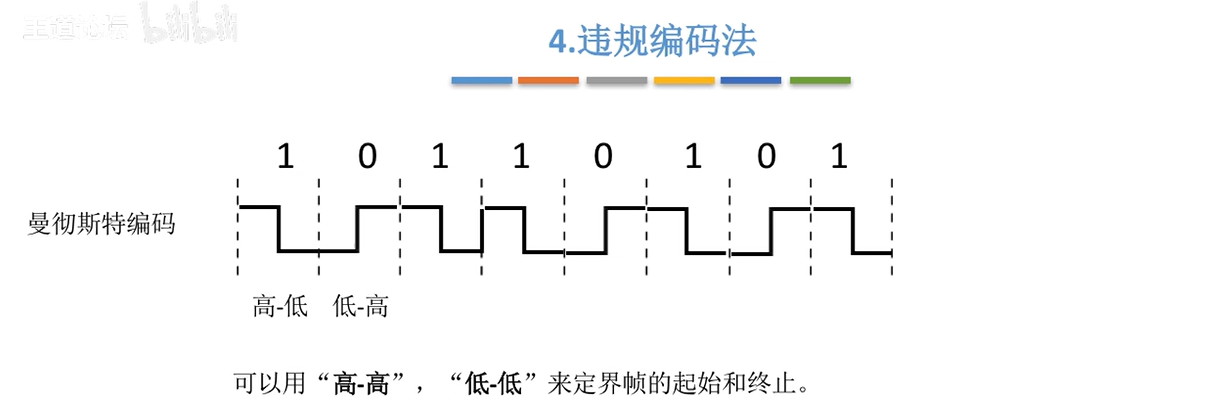 王道论坛 bilibili
4.违规编码法
1 0 1 1 0 1 0 1
曼彻斯特编码
高-低 低-高
可以用“高-高”，“低-低”来定界帧的起始和终止。